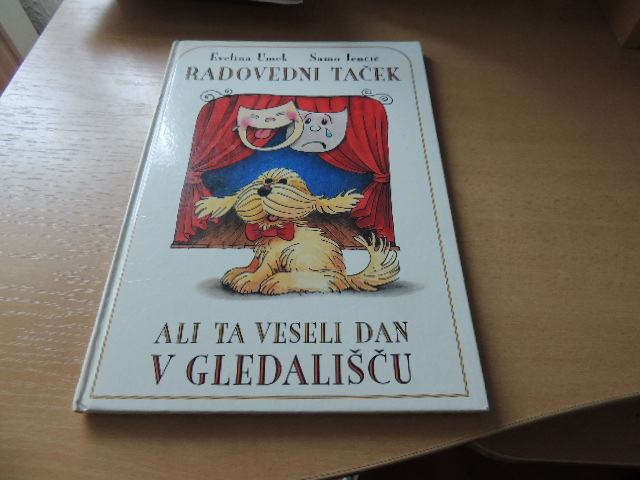 Evelina Umek Samo Jenčič
RADOVEDNI TAČEK
ALI TA VESELI DAN
V GLEDALIŠČU